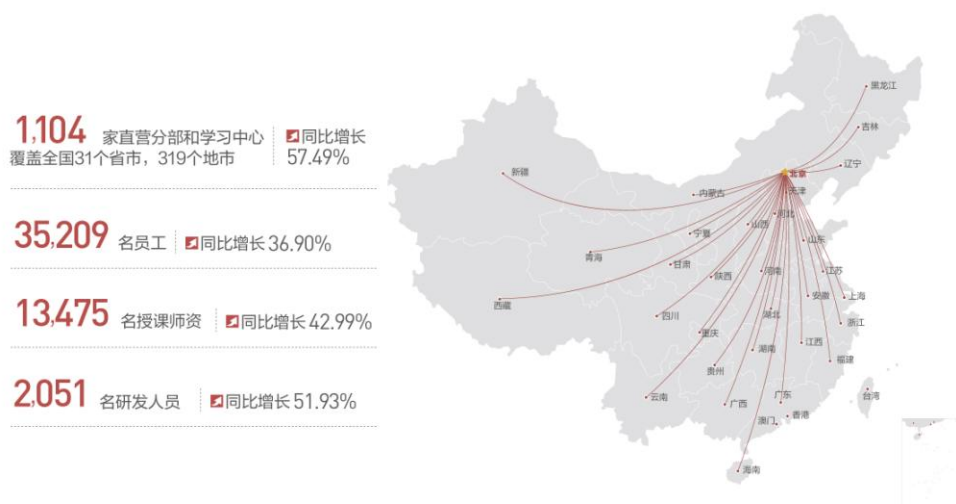 1,104 家直营分部和学习中心
覆盖全国31个省市，319个地市
同比增长
57.49%
35,209 名员工 同比增长 36.90%
13,475 名授课师资 同比增长 42.99%
2,051 名研发人员 同比增长 51.93%
黑龙江
吉林
辽宁
新疆
北京
内蒙古
天津
河北
山西
宁夏
山东
青海
甘肃
陕西
河南
江苏
西藏
安徽
上海
四川
湖北
浙江
重庆
湖南
江西
贵州
福建
云南
广西
广东
台湾
香港
澳门
海南